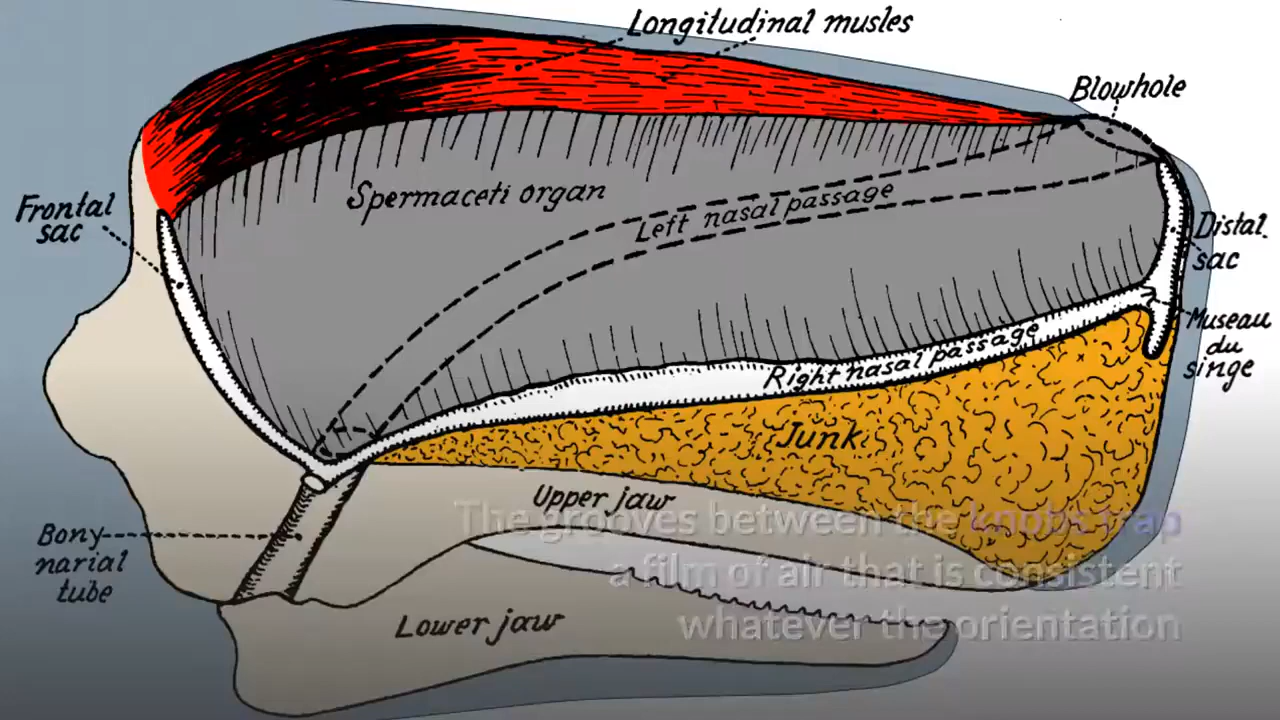 Longitudinal musles
Blowhole
Spermaceti organ
Left nasal passage
Frontal
sac
Distal
sac
Museau
du
singe
Right nasal passage
Junk
Upper jaw
The grooves between the knobs trap
a film of air that is consistent
whatever the orientation
Bony
narial
tube
Lower jaw